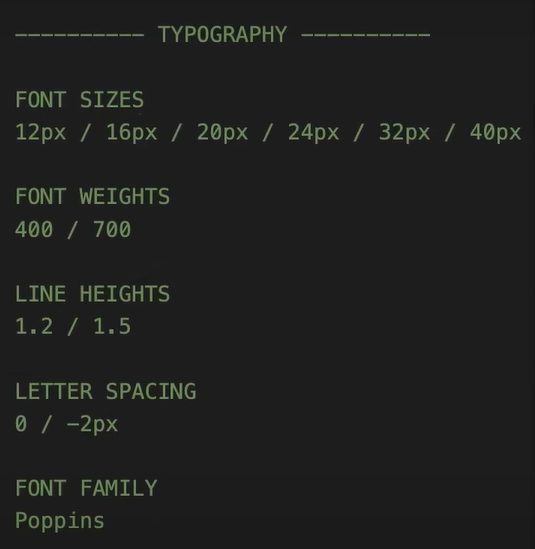 ---------- TYPOGRAPHY ----------
FONT SIZES
12px / 16px / 20px / 24px / 32px / 40px
FONT WEIGHTS
400 / 700
LINE HEIGHTS
1.2 / 1.5
LETTER SPACING
0 / -2px
FONT FAMILY
Poppins